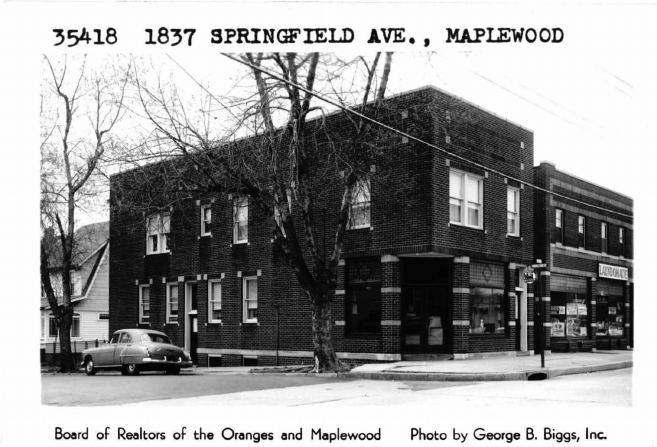 35418 1837 SPRINGFIELD AVE., MAPLEWOOD
LAUNDROMATIC
Board of Realtors of the Oranges and Maplewood Photo by George B. Biggs, Inc.